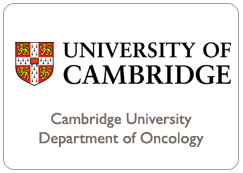 UNIVERSITY OF
CAMBRIDGE
Cambridge University
Department of Oncology